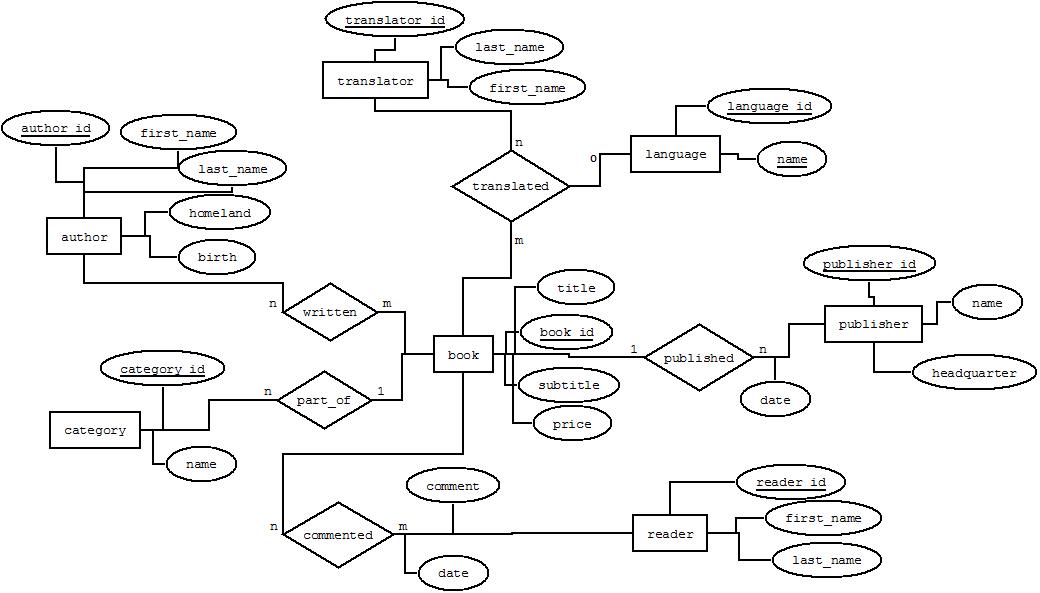 translator_id
last_name
translator
first_name
language_id
author_id
first_name
n
language
o
name
last_name
translated
homeland
author
m
birth
publisher_id
title
n
m
name
written
book_id
publisher
1
n
book
published
category_id
headquarter
subtitle
n
1
part_of
date
price
category
name
reader_id
comment
first_name
n
m
commented
reader
last_name
date